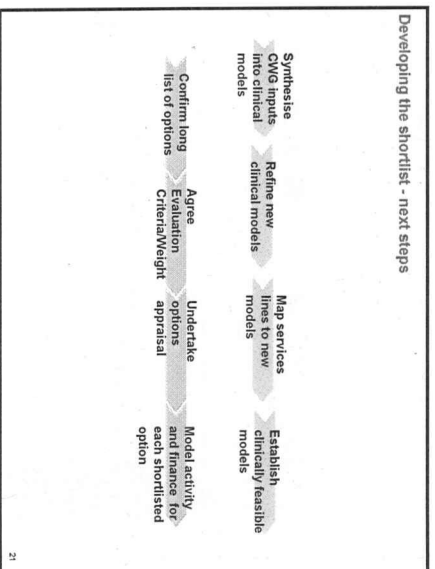 Developing the shortlist - next steps
Synthesise
CWG inputs
into clinical
models
Refine new
clinical models
Map services
lines to new
models
Establish
clinically feasible
models
Confirm long
list of options
Agree
Evaluation
Criteria/Weight
Undertake
options
appraisal
Model activity
and finance for
each shortlisted
option
21